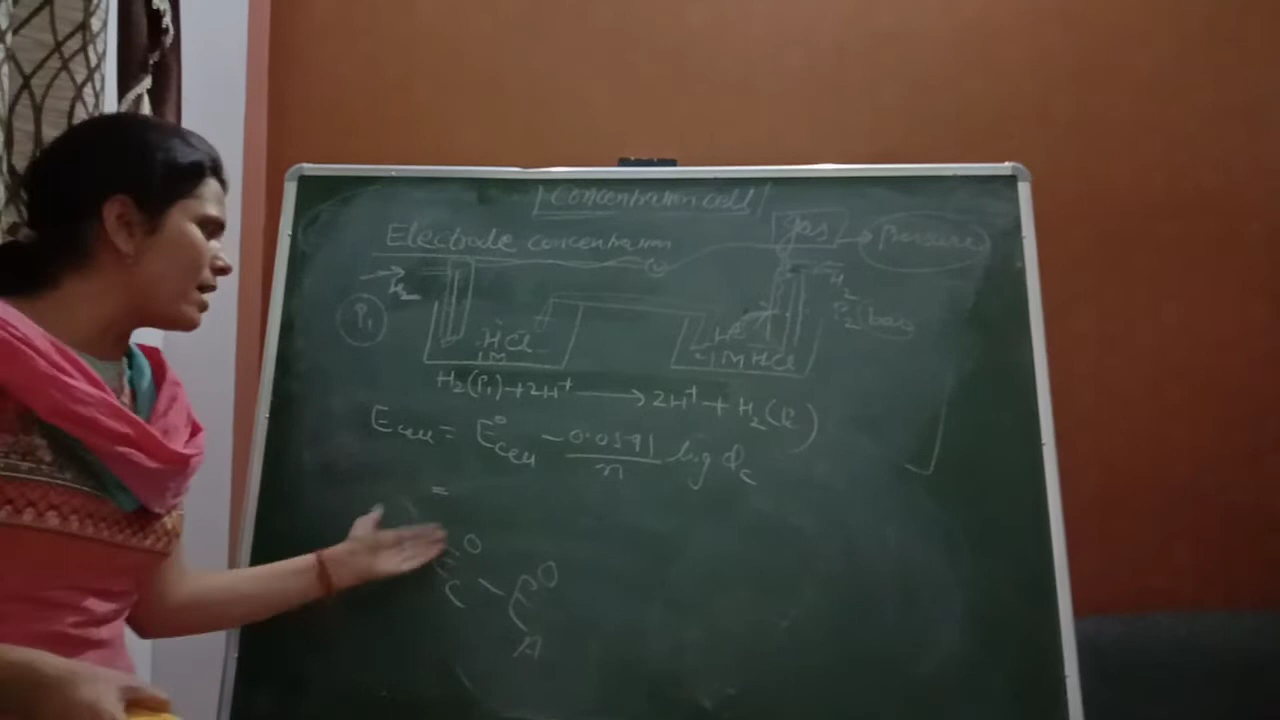 Concentration cell
gas → Pressure
Electrode concentration
H₂
H₂
P₁
P₂ (bar
HCl
1M
1M HCl
H₂(P₁) + 2H⁺ → 2H⁺ + H₂(P₂)
Ecell = E°cell - 0.0591/n log Qc
=
E°C - E°A